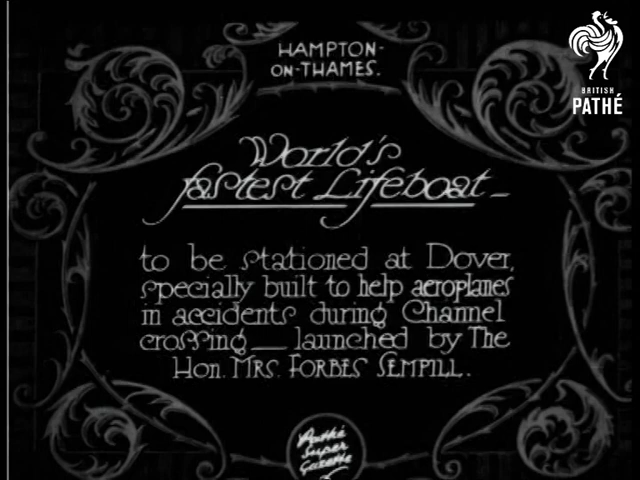 HAMPTON-
ON-THAMES.
BRITISH
PATHÉ
World's
fastest Lifeboat —
to be stationed at Dover,
specially built to help aeroplanes
in accidents during Channel
crossing — launched by The
Hon. Mrs. Forbes Sempill.
Pathé
Super
Gazette